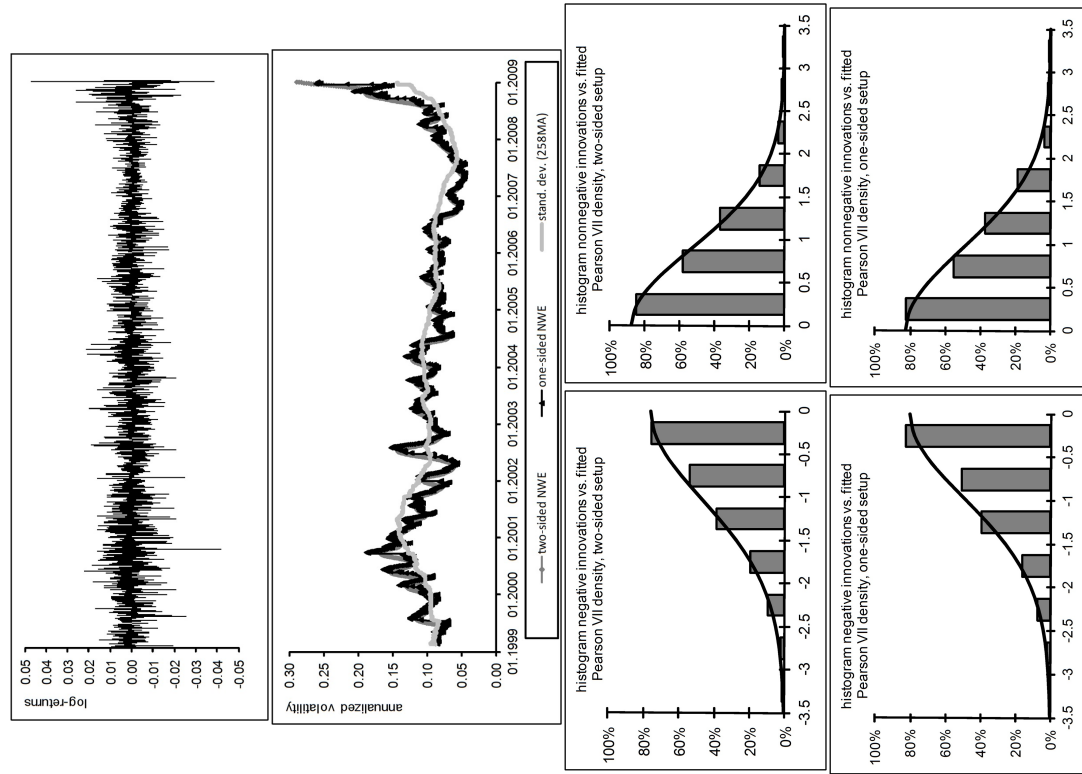 log-returns
0.05
0.04
0.03
0.02
0.01
0.00
-0.01
-0.02
-0.03
-0.04
-0.05
annualized volatility
0.30
0.25
0.20
0.15
0.10
0.05
0.00
01.1999 01.2000 01.2001 01.2002 01.2003 01.2004 01.2005 01.2006 01.2007 01.2008 01.2009
two-sided NWE one-sided NWE stand. dev. (258MA)
histogram negative innovations vs. fitted
Pearson VII density, two-sided setup
100%
80%
60%
40%
20%
0%
-3.5 -3 -2.5 -2 -1.5 -1 -0.5 0
histogram nonnegative innovations vs. fitted
Pearson VII density, two-sided setup
100%
80%
60%
40%
20%
0%
0 0.5 1 1.5 2 2.5 3 3.5
histogram negative innovations vs. fitted
Pearson VII density, one-sided setup
100%
80%
60%
40%
20%
0%
-3.5 -3 -2.5 -2 -1.5 -1 -0.5 0
histogram nonnegative innovations vs. fitted
Pearson VII density, one-sided setup
100%
80%
60%
40%
20%
0%
0 0.5 1 1.5 2 2.5 3 3.5